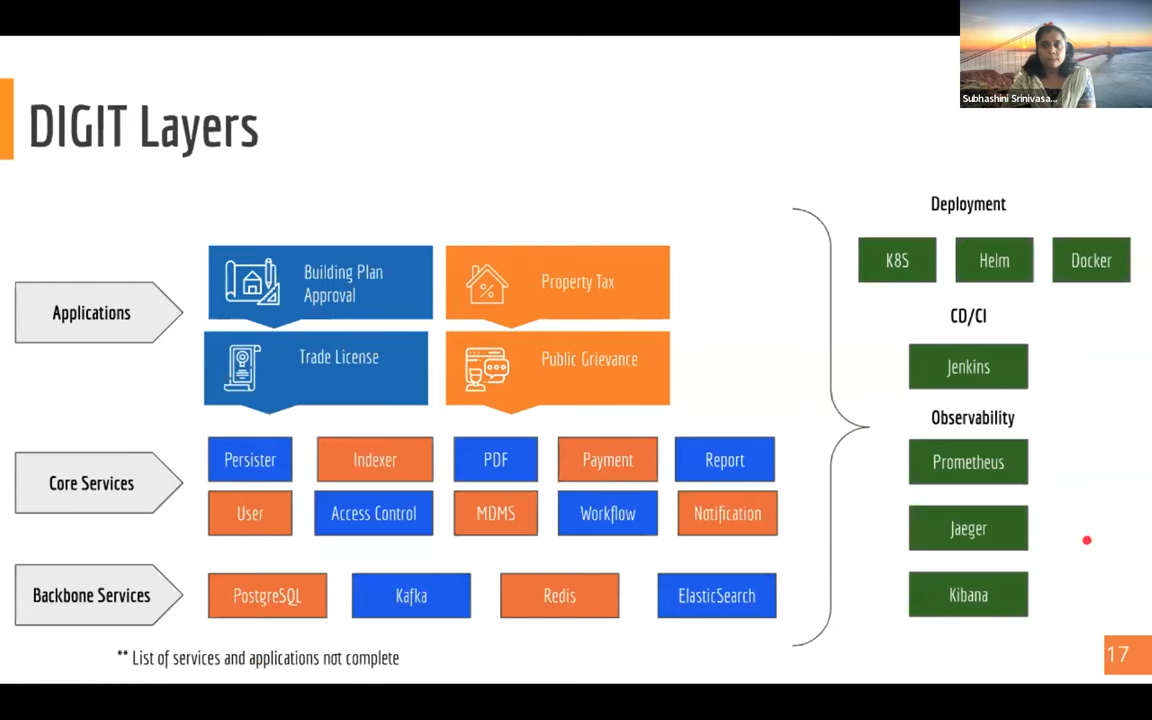 Subhashini Srinivasa...
DIGIT Layers
Applications
Building Plan
Approval
Property Tax
Trade License
Public Grievance
Core Services
Persister
Indexer
PDF
Payment
Report
User
Access Control
MDMS
Workflow
Notification
Backbone Services
PostgreSQL
Kafka
Redis
ElasticSearch
** List of services and applications not complete
Deployment
K8S
Helm
Docker
CD/CI
Jenkins
Observability
Prometheus
Jaeger
Kibana
17